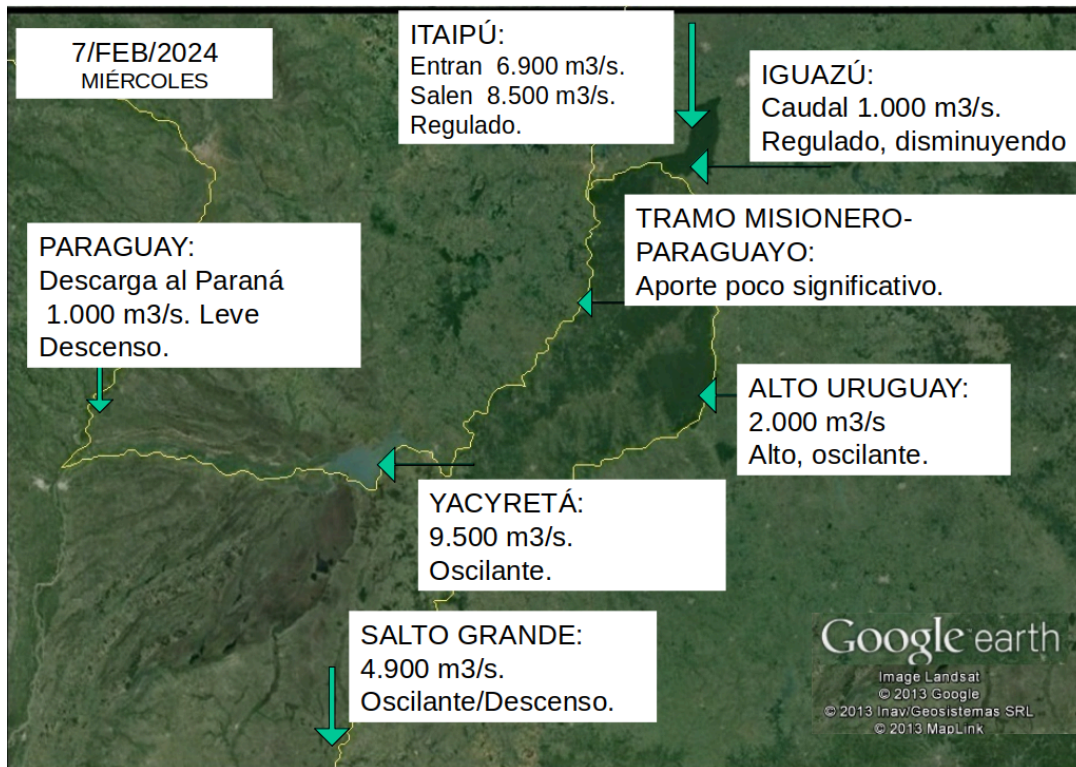 7/FEB/2024
MIÉRCOLES
ITAIPÚ:
Entran 6.900 m3/s.
Salen 8.500 m3/s.
Regulado.
IGUAZÚ:
Caudal 1.000 m3/s.
Regulado, disminuyendo
TRAMO MISIONERO-
PARAGUAYO:
Aporte poco significativo.
PARAGUAY:
Descarga al Paraná
1.000 m3/s. Leve
Descenso.
ALTO URUGUAY:
2.000 m3/s
Alto, oscilante.
YACYRETÁ:
9.500 m3/s.
Oscilante.
SALTO GRANDE:
4.900 m3/s.
Oscilante/Descenso.
Google earth
Image Landsat
© 2013 Google
© 2013 Inav/Geosistemas SRL
© 2013 MapLink